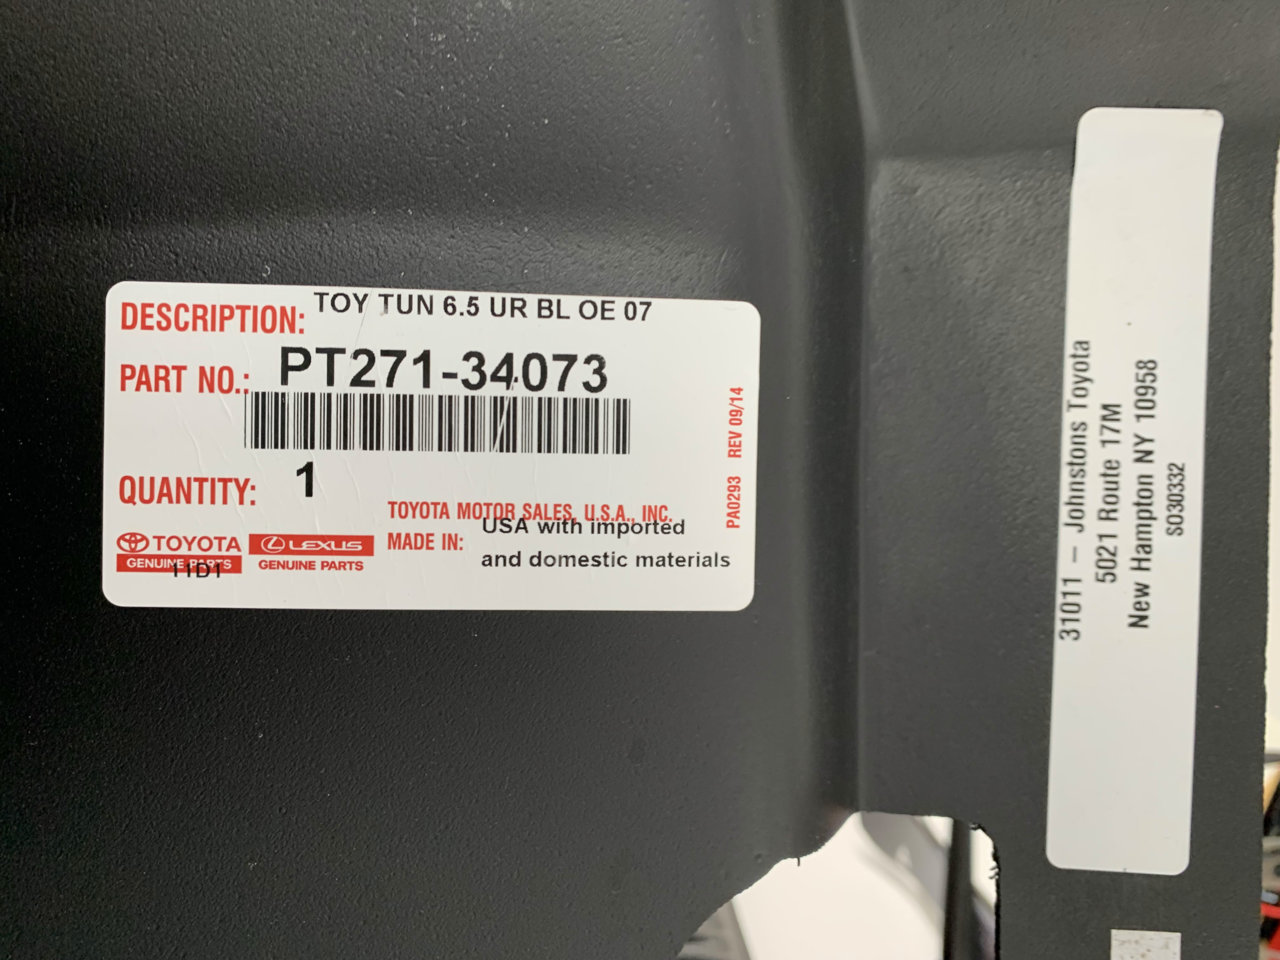 DESCRIPTION: TOY TUN 6.5 UR BL OE 07
PART NO.: PT271-34073
QUANTITY: 1
TOYOTA MOTOR SALES, U.S.A., INC.
MADE IN: USA with imported
and domestic materials
TOYOTA
GENUINE PARTS
11D1
LEXUS
GENUINE PARTS
PA0293 REV 09/14
31011 – Johnstons Toyota
5021 Route 17M
New Hampton NY 10958
S030332